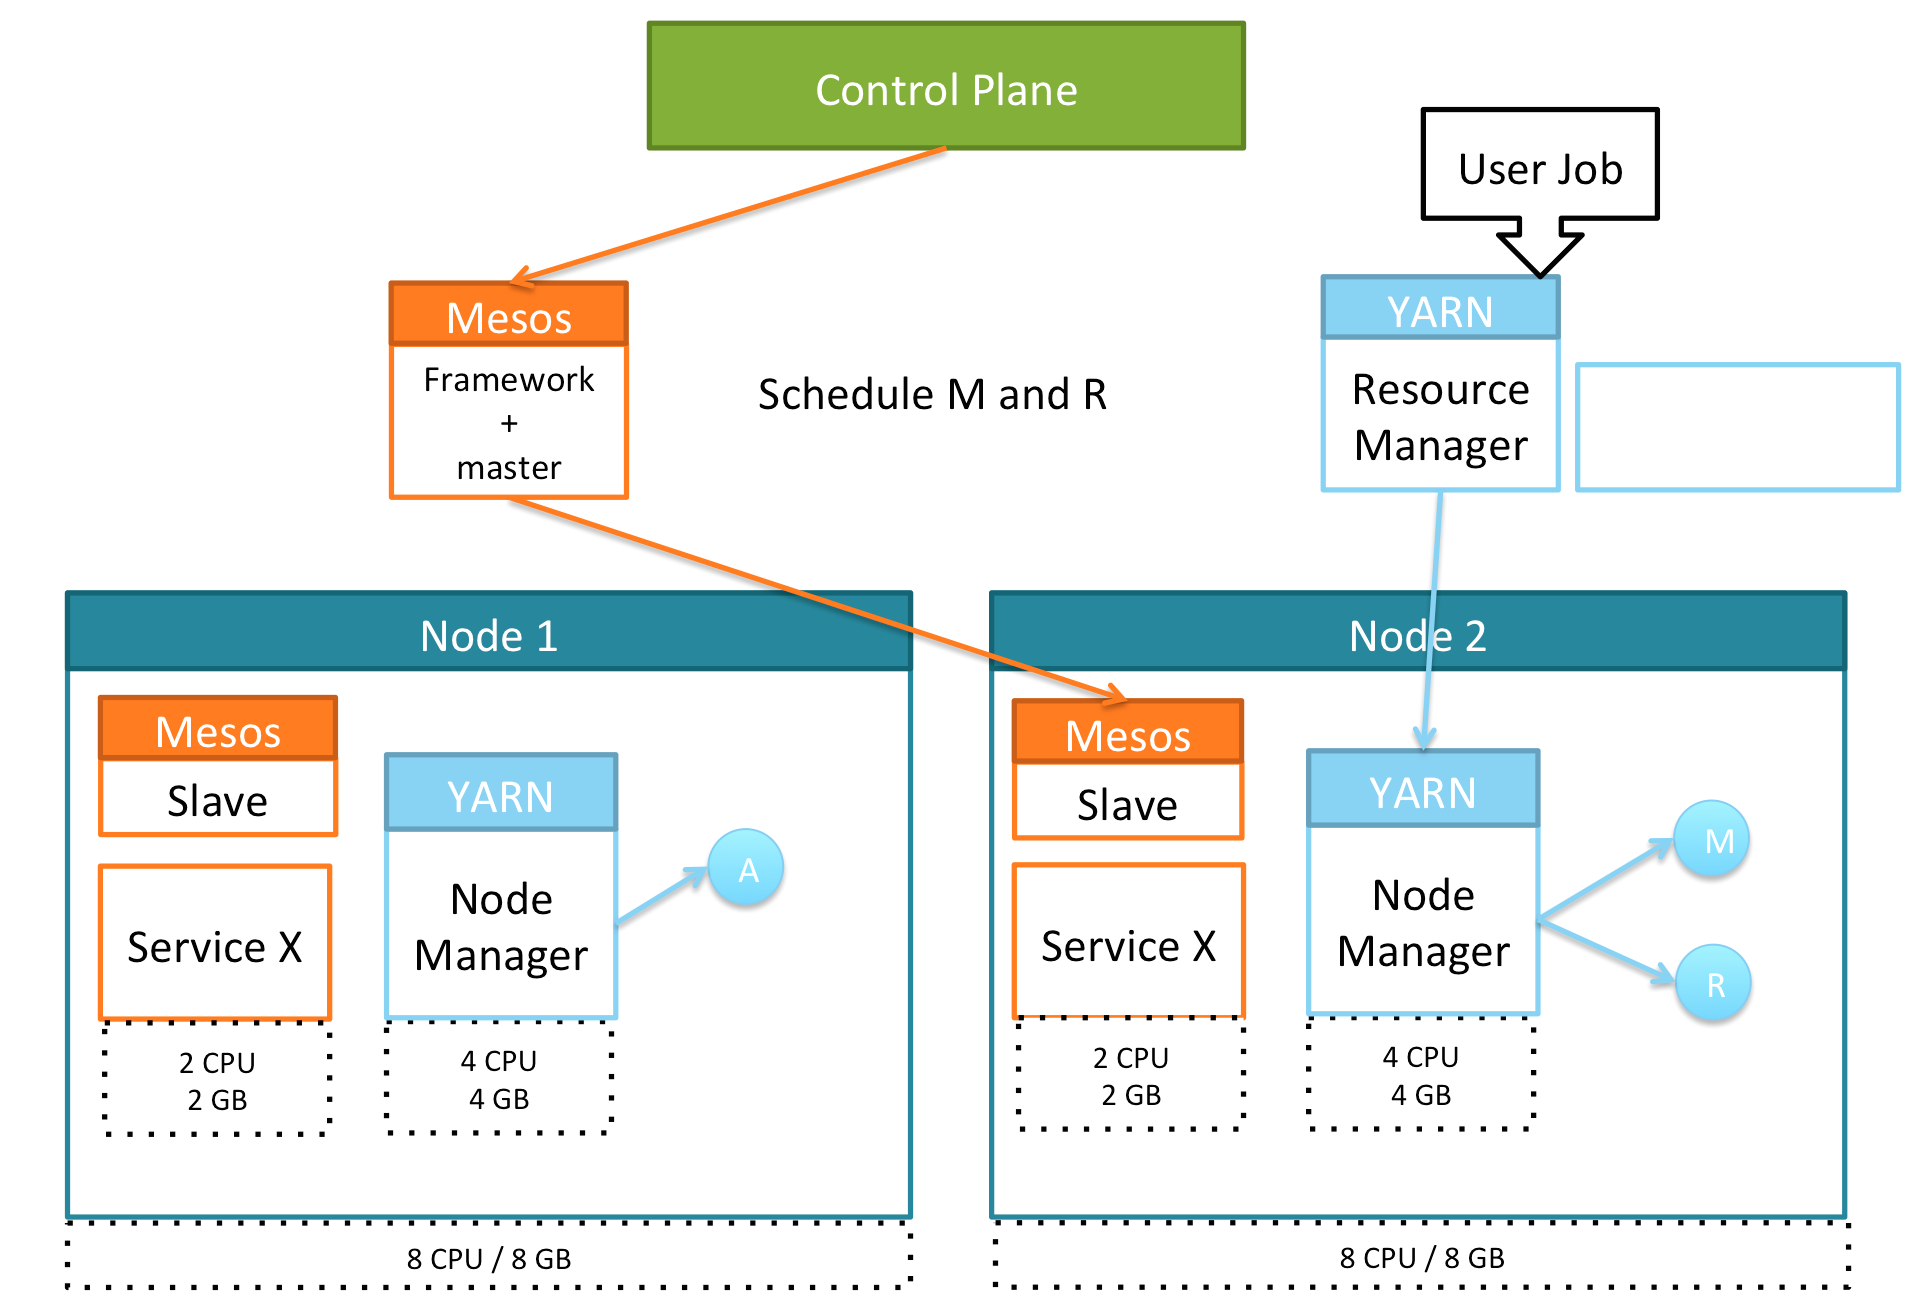 Control Plane
User Job
Mesos
Framework
+
master
Schedule M and R
YARN
Resource
Manager
Node 1
Mesos
Slave
Service X
2 CPU
2 GB
YARN
Node
Manager
4 CPU
4 GB
A
8 CPU / 8 GB
Node 2
Mesos
Slave
Service X
2 CPU
2 GB
YARN
Node
Manager
4 CPU
4 GB
M
R
8 CPU / 8 GB